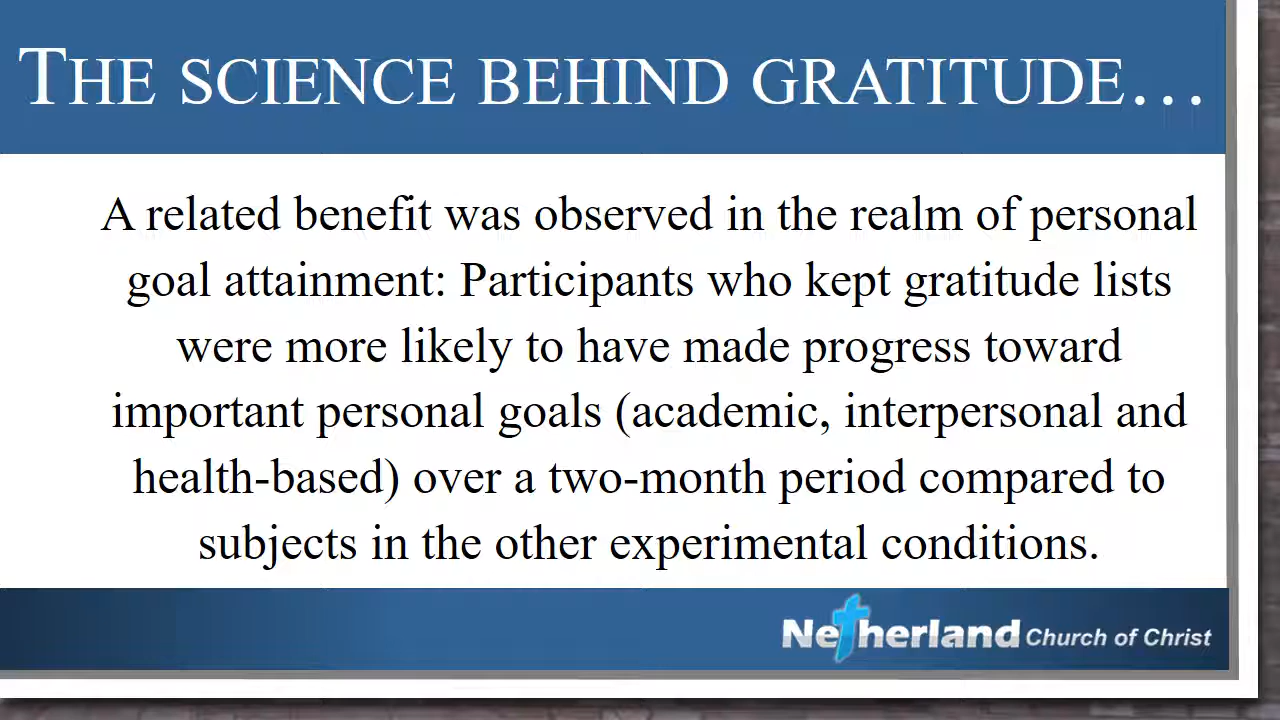 THE SCIENCE BEHIND GRATITUDE…
A related benefit was observed in the realm of personal
goal attainment: Participants who kept gratitude lists
were more likely to have made progress toward
important personal goals (academic, interpersonal and
health-based) over a two-month period compared to
subjects in the other experimental conditions.
Netherland Church of Christ